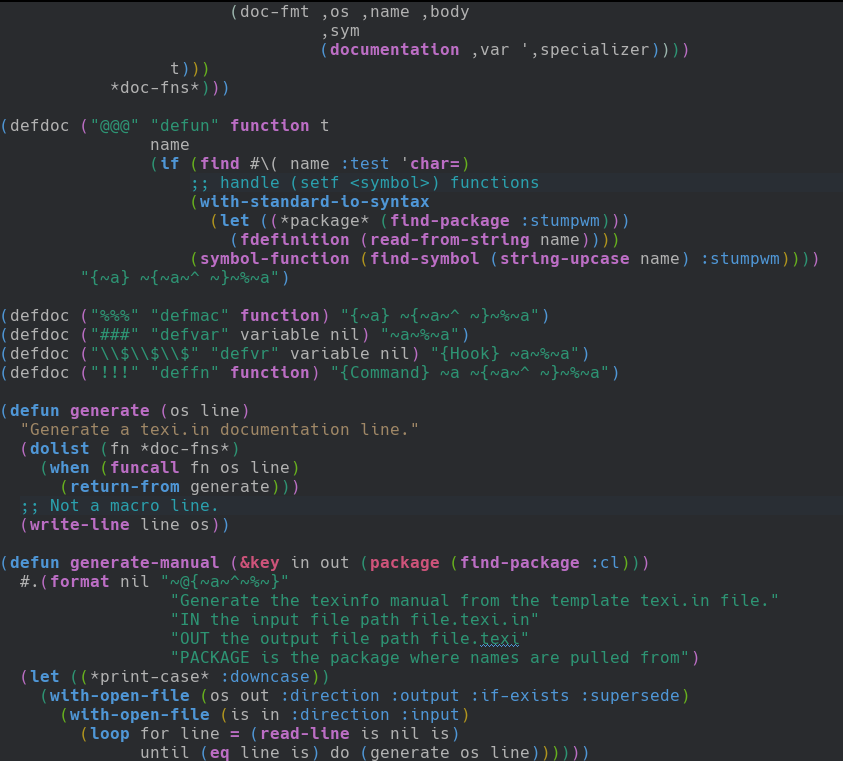 (doc-fmt ,os ,name ,body
,sym
(documentation ,var ',specializer))))
t)))
*doc-fns*)))
(defdoc ("@@@" "defun" function t
name
(if (find #\( name :test 'char=)
;; handle (setf <symbol>) functions
(with-standard-io-syntax
(let ((*package* (find-package :stumpwm)))
(fdefinition (read-from-string name))))
(symbol-function (find-symbol (string-upcase name) :stumpwm))))
"{~a} ~{~a~^ ~}~%~a")
(defdoc ("%%%" "defmac" function) "{~a} ~{~a~^ ~}~%~a")
(defdoc ("###" "defvar" variable nil) "~a~%~a")
(defdoc ("\\$\\$\\$" "defvr" variable nil) "{Hook} ~a~%~a")
(defdoc ("!!!" "deffn" function) "{Command} ~a ~{~a~^ ~}~%~a")
(defun generate (os line)
"Generate a texi.in documentation line."
(dolist (fn *doc-fns*)
(when (funcall fn os line)
(return-from generate)))
;; Not a macro line.
(write-line line os))
(defun generate-manual (&key in out (package (find-package :cl)))
#.(format nil "~@{~a~^~%~}"
"Generate the texinfo manual from the template texi.in file."
"IN the input file path file.texi.in"
"OUT the output file path file.texi"
"PACKAGE is the package where names are pulled from")
(let ((*print-case* :downcase))
(with-open-file (os out :direction :output :if-exists :supersede)
(with-open-file (is in :direction :input)
(loop for line = (read-line is nil is)
until (eq line is) do (generate os line))))))